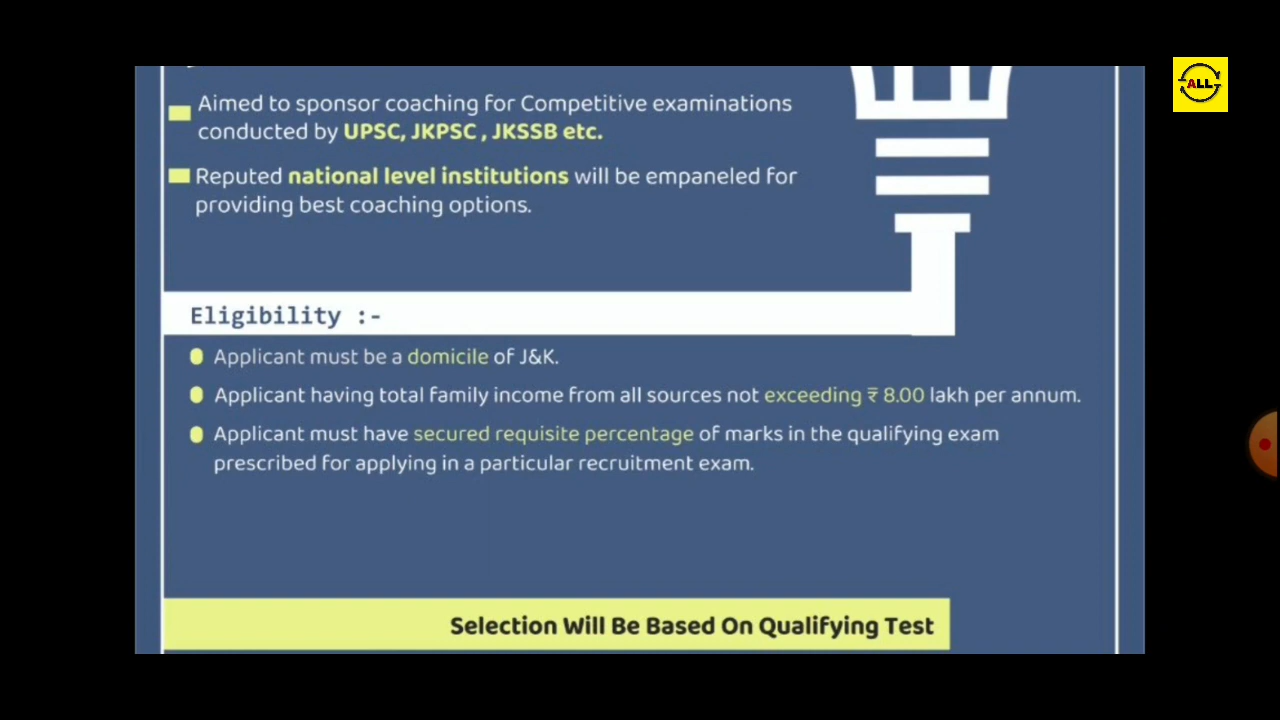 Aimed to sponsor coaching for Competitive examinations
conducted by UPSC, JKPSC , JKSSB etc.
Reputed national level institutions will be empaneled for
providing best coaching options.
Eligibility :-
Applicant must be a domicile of J&K.
Applicant having total family income from all sources not exceeding ₹ 8.00 lakh per annum.
Applicant must have secured requisite percentage of marks in the qualifying exam
prescribed for applying in a particular recruitment exam.
Selection Will Be Based On Qualifying Test
ALL